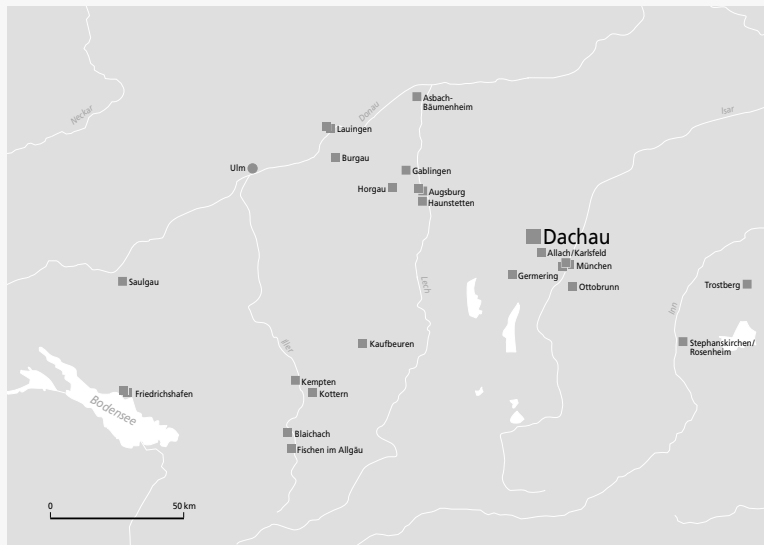 Neckar
Donau
Isar
Asbach-
Bäumenheim
Lauingen
Burgau
Ulm
Gablingen
Horgau
Augsburg
Haunstetten
Dachau
Allach/Karlsfeld
München
Germering
Ottobrunn
Saulgau
Lech
Inn
Trostberg
Iller
Kaufbeuren
Stephanskirchen/
Rosenheim
Kempten
Kottern
Friedrichshafen
Bodensee
Blaichach
Fischen im Allgäu
0 50 km